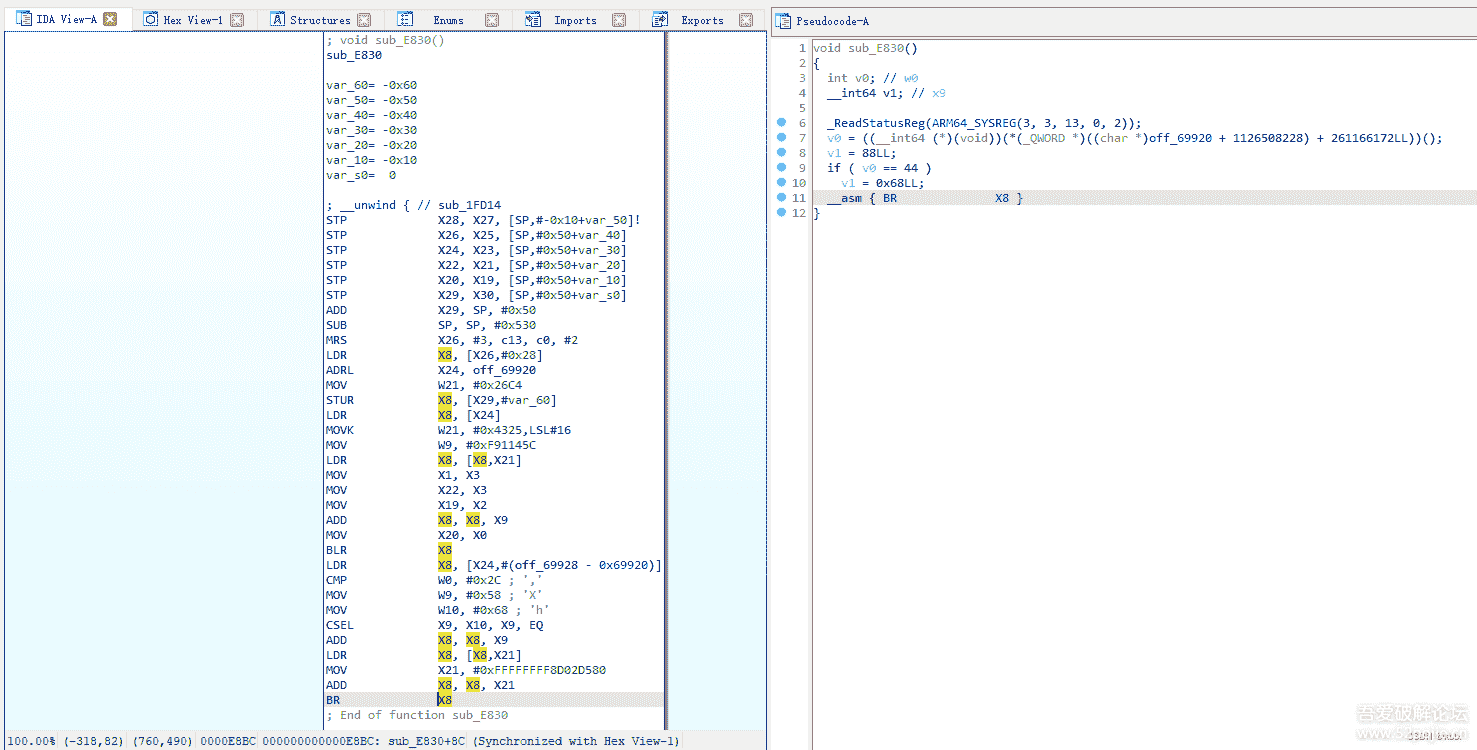 IDA View-A Hex View-1 Structures Enums Imports Exports Pseudocode-A
; void sub_E830()
sub_E830
var_60= -0x60
var_50= -0x50
var_40= -0x40
var_30= -0x30
var_20= -0x20
var_10= -0x10
var_s0= 0
; __unwind { // sub_1FD14
STP X28, X27, [SP,#-0x10+var_50]!
STP X26, X25, [SP,#0x50+var_40]
STP X24, X23, [SP,#0x50+var_30]
STP X22, X21, [SP,#0x50+var_20]
STP X20, X19, [SP,#0x50+var_10]
STP X29, X30, [SP,#0x50+var_s0]
ADD X29, SP, #0x50
SUB SP, SP, #0x530
MRS X26, #3, c13, c0, #2
LDR X8, [X26,#0x28]
ADRL X24, off_69920
MOV W21, #0x26C4
STUR X8, [X29,#var_60]
LDR X8, [X24]
MOVK W21, #0x4325,LSL#16
MOV W9, #0xF91145C
LDR X8, [X8,X21]
MOV X1, X3
MOV X22, X3
MOV X19, X2
ADD X8, X8, X9
MOV X20, X0
BLR X8
LDR X8, [X24,#(off_69928 - 0x69920)]
CMP W0, #0x2C ; ','
MOV W9, #0x58 ; 'X'
MOV W10, #0x68 ; 'h'
CSEL X9, X10, X9, EQ
ADD X8, X8, X9
LDR X8, [X8,X21]
MOV X21, #0xFFFFFFFF8D02D580
ADD X8, X8, X21
BR X8
; End of function sub_E830
100.00% (-318,82) (760,490) 0000E8BC 000000000000E8BC: sub_E830+8C (Synchronized with Hex View-1)
1 void sub_E830()
2 {
3 int v0; // w0
4 __int64 v1; // x9
5
6 _ReadStatusReg(ARM64_SYSREG(3, 3, 13, 0, 2));
7 v0 = ((__int64 (*)(void))(*(_QWORD *)((char *)off_69920 + 1126508228) + 261166172LL))();
8 v1 = 88LL;
9 if ( v0 == 44 )
10 v1 = 0x68LL;
11 __asm { BR X8 }
12 }
吾爱破解论坛